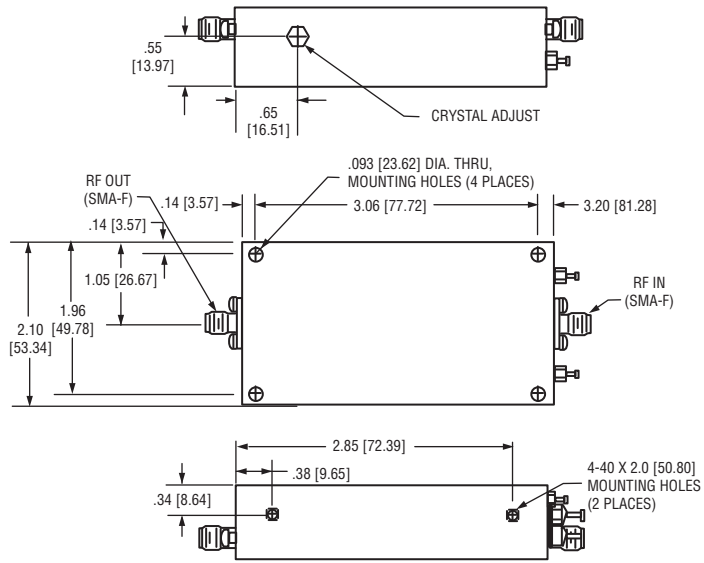 .55
[13.97]
.65
[16.51]
CRYSTAL ADJUST
.093 [23.62] DIA. THRU,
MOUNTING HOLES (4 PLACES)
RF OUT
(SMA-F)
.14 [3.57]
3.06 [77.72]
3.20 [81.28]
.14 [3.57]
1.05 [26.67]
RF IN
(SMA-F)
1.96
[49.78]
2.10
[53.34]
2.85 [72.39]
.38 [9.65]
4-40 X 2.0 [50.80]
MOUNTING HOLES
(2 PLACES)
.34 [8.64]